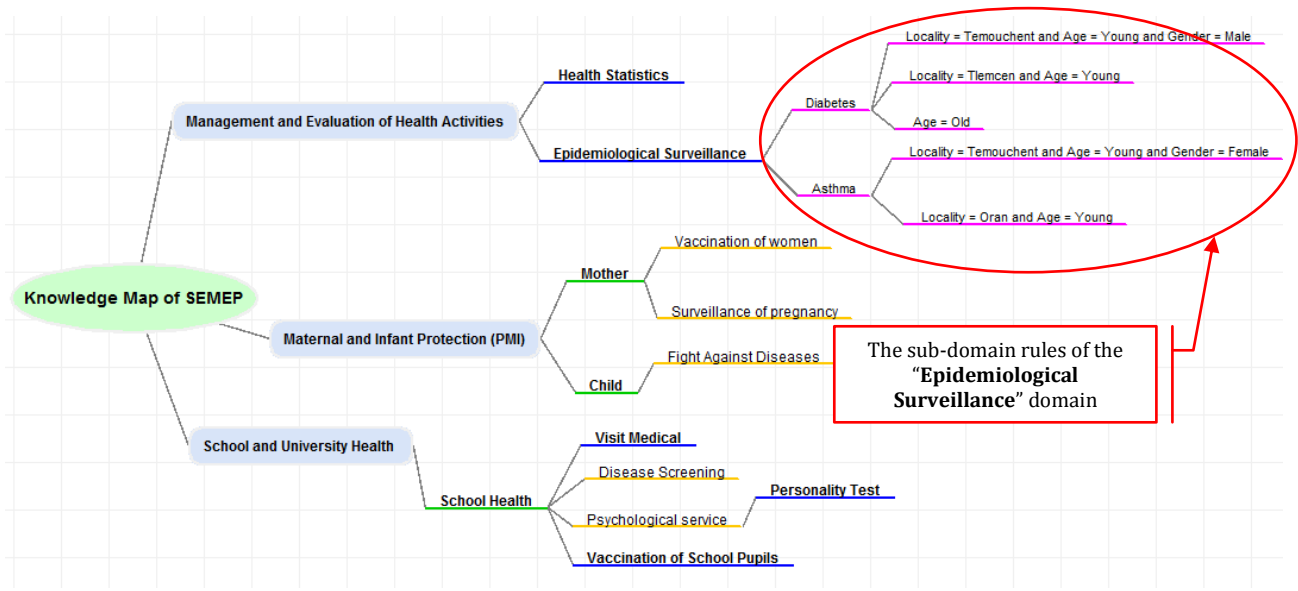 Knowledge Map of SEMEP
Management and Evaluation of Health Activities
Health Statistics
Epidemiological Surveillance
Diabetes
Locality = Temouchent and Age = Young and Gender = Male
Locality = Tlemcen and Age = Young
Age = Old
Asthma
Locality = Temouchent and Age = Young and Gender = Female
Locality = Oran and Age = Young
Maternal and Infant Protection (PMI)
Mother
Vaccination of women
Surveillance of pregnancy
Child
Fight Against Diseases
The sub-domain rules of the
“Epidemiological
Surveillance” domain
School and University Health
School Health
Visit Medical
Disease Screening
Psychological service
Personality Test
Vaccination of School Pupils